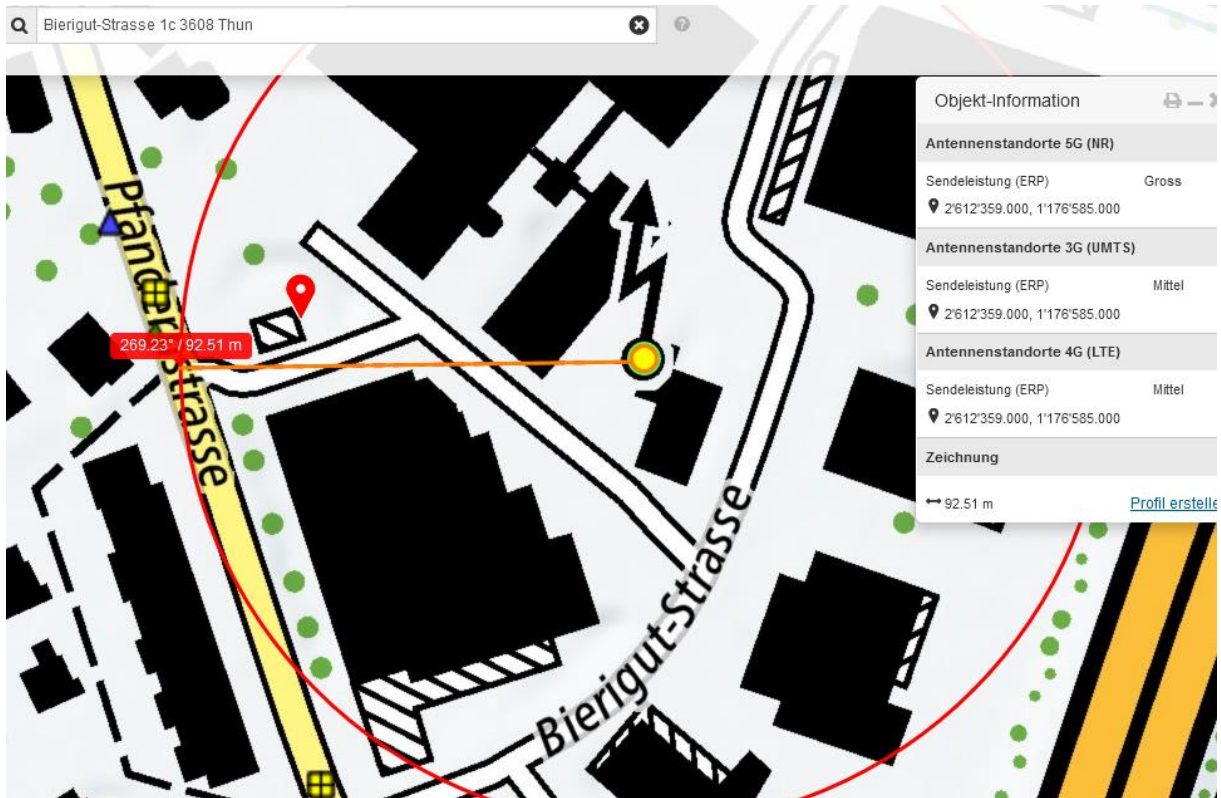 Bierigut-Strasse 1c 3608 Thun
Objekt-Information
Antennenstandorte 5G (NR)
Sendeleistung (ERP) Gross
2'612'359.000, 1'176'585.000
Antennenstandorte 3G (UMTS)
Sendeleistung (ERP) Mittel
2'612'359.000, 1'176'585.000
Antennenstandorte 4G (LTE)
Sendeleistung (ERP) Mittel
2'612'359.000, 1'176'585.000
Zeichnung
92.51 m Profil erstelle
269.23° / 92.51 m
Pfanderstrasse
Bierigut-Strasse